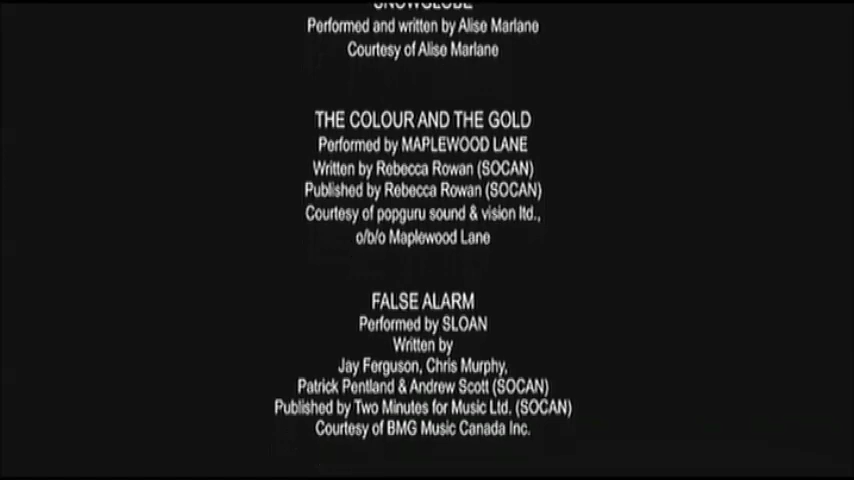 SNOWGLOBE
Performed and written by Alise Marlane
Courtesy of Alise Marlane
THE COLOUR AND THE GOLD
Performed by MAPLEWOOD LANE
Written by Rebecca Rowan (SOCAN)
Published by Rebecca Rowan (SOCAN)
Courtesy of popguru sound & vision ltd.,
o/b/o Maplewood Lane
FALSE ALARM
Performed by SLOAN
Written by
Jay Ferguson, Chris Murphy,
Patrick Pentland & Andrew Scott (SOCAN)
Published by Two Minutes for Music Ltd. (SOCAN)
Courtesy of BMG Music Canada Inc.